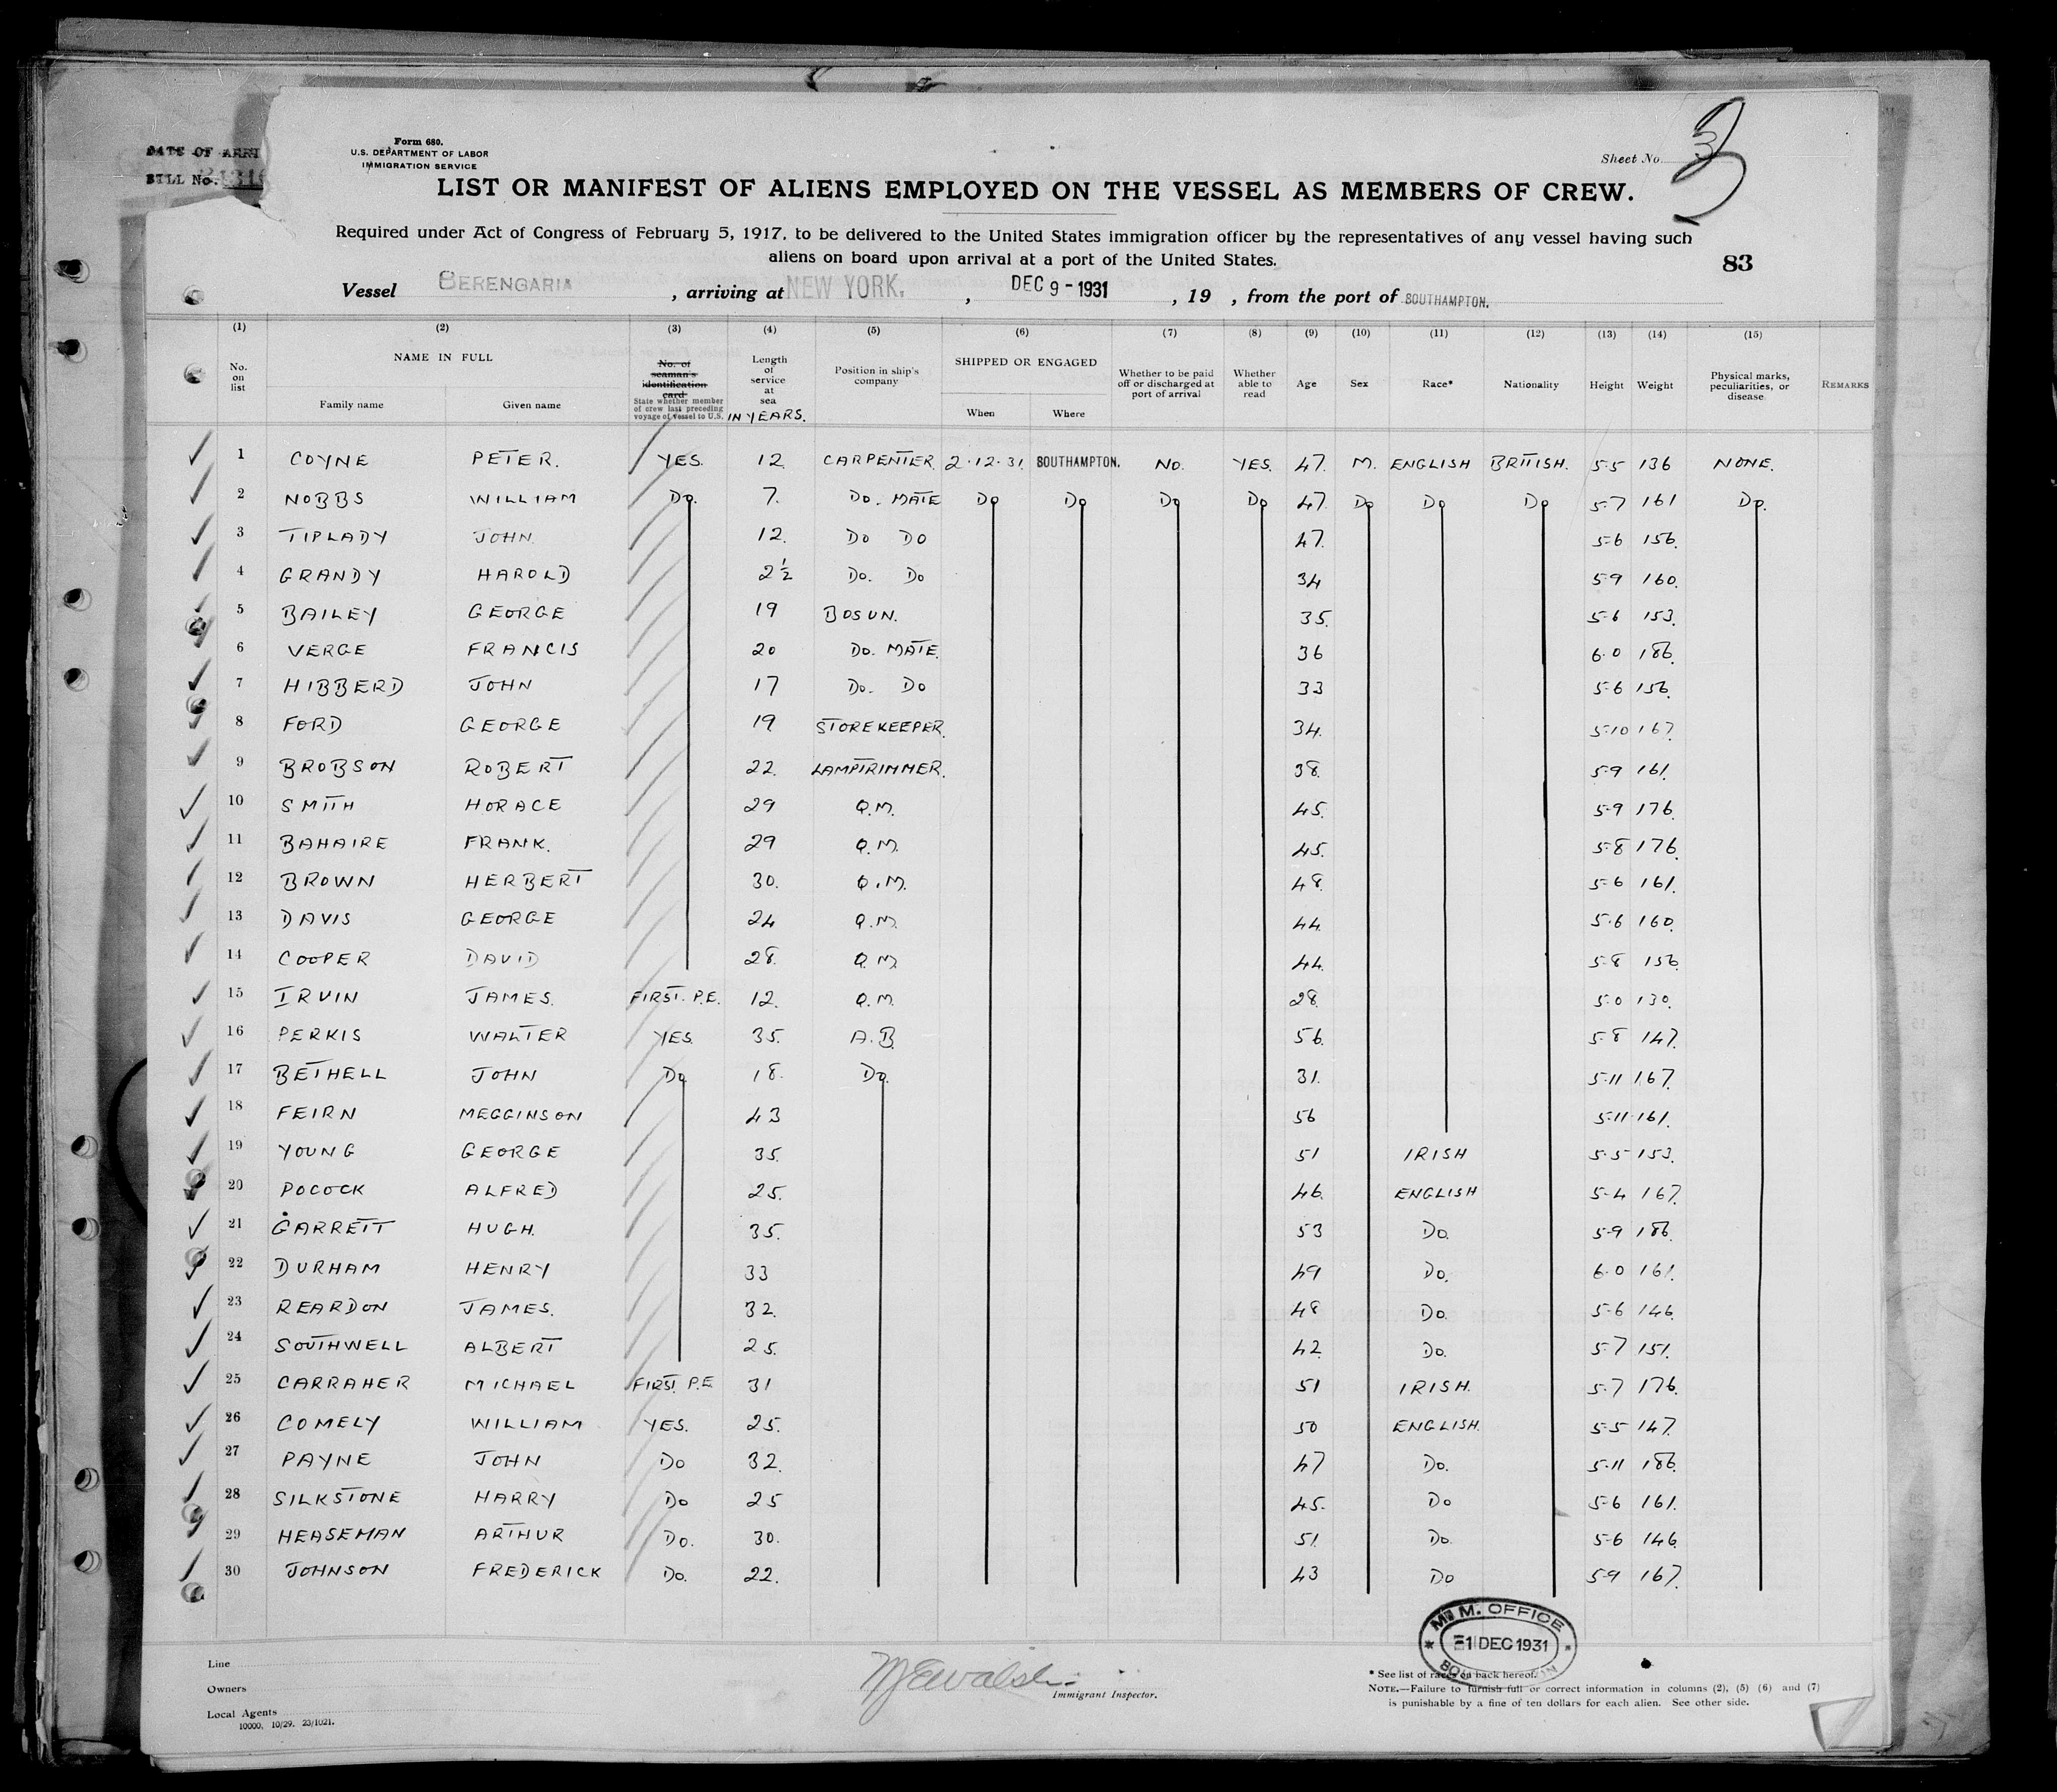 DATE OF ARRI
BILL No.
Form 680.
U.S. DEPARTMENT OF LABOR
IMMIGRATION SERVICE
Sheet No. 3
LIST OR MANIFEST OF ALIENS EMPLOYED ON THE VESSEL AS MEMBERS OF CREW.
Required under Act of Congress of February 5, 1917, to be delivered to the United States immigration officer by the representatives of any vessel having such
aliens on board upon arrival at a port of the United States.
83
Vessel BERENGARIA, arriving at NEW YORK. , DEC 9 - 1931 , 19 , from the port of SOUTHAMPTON.
(1) (2) (3) (4) (5) (6) (7) (8) (9) (10) (11) (12) (13) (14) (15)
No. on list NAME IN FULL Family name Given name No. of seaman's identification card State whether member of crew last preceding voyage of vessel to U.S. Length of service at sea IN YEARS. Position in ship's company SHIPPED OR ENGAGED When Where Whether to be paid off or discharged at port of arrival Whether able to read Age Sex Race* Nationality Height Weight Physical marks, peculiarities, or disease REMARKS
1 COYNE PETER. YES. 12. CARPENTER. 2.12.31. SOUTHAMPTON. NO. YES. 47. M. ENGLISH BRITISH. 5-5 136 NONE.
2 NOBBS WILLIAM Do. 7. Do. MATE Do Do Do Do 47. Do Do Do 5-7 161 Do.
3 TIPLADY JOHN. 12. Do DO 47. 5-6 156.
4 GRANDY HAROLD 2½ Do. Do 34 5-9 160.
5 BAILEY GEORGE 19 BOSUN. 35. 5-6 153.
6 VERGE FRANCIS 20 Do. MATE. 36 6.0 186.
7 HIBBERD JOHN 17 Do. Do 33 5-6 156.
8 FORD GEORGE 19 STOREKEEPER. 34. 5-10 167.
9 BROBSON ROBERT 22. LAMPTRIMMER. 38. 5-9 161.
10 SMITH HORACE 29 Q.M. 45. 5-9 176.
11 BAHAIRE FRANK. 29 Q.M. 45. 5-8 176.
12 BROWN HERBERT 30. Q.M. 48. 5-6 161.
13 DAVIS GEORGE 24 Q.M. 44. 5-6 160.
14 COOPER DAVID 28. Q.M. 44. 5-8 156
15 IRVIN JAMES. FIRST. P.E. 12. Q.M. 28. 5-0 130.
16 PERKIS WALTER YES. 35. A.B. 56. 5-8 147.
17 BETHELL JOHN Do 18. Do. 31. 5-11 167.
18 FEIRN MEGGINSON 43 56 5-11 161.
19 YOUNG GEORGE 35. 51 IRISH 5-5 153.
20 POCOCK ALFRED 25. 46. ENGLISH 5-4 167.
21 GARRETT HUGH. 35. 53 Do. 5-9 186.
22 DURHAM HENRY 33 49 Do. 6.0 161.
23 REARDON JAMES. 32. 48 Do. 5-6 146.
24 SOUTHWELL ALBERT 25. 42. Do. 5-7 151.
25 CARRAHER MICHAEL FIRST. P.E 31 51 IRISH. 5-7 176.
26 COMELY WILLIAM YES. 25. 50 ENGLISH. 5-5 147.
27 PAYNE JOHN Do 32. 47 Do. 5-11 186.
28 SILKSTONE HARRY Do 25 45. Do 5-6 161.
29 HEASEMAN ARTHUR Do. 30. 51. Do. 5-6 146.
30 JOHNSON FREDERICK Do. 22. 43 Do 5-9 167.
M. M. OFFICE
1 DEC 1931
Line
Owners
Local Agents
10000, 10/29. 23/1021.
Immigrant Inspector.
* See list of races on back hereof.
NOTE.—Failure to furnish full or correct information in columns (2), (5) (6) and (7)
is punishable by a fine of ten dollars for each alien. See other side.